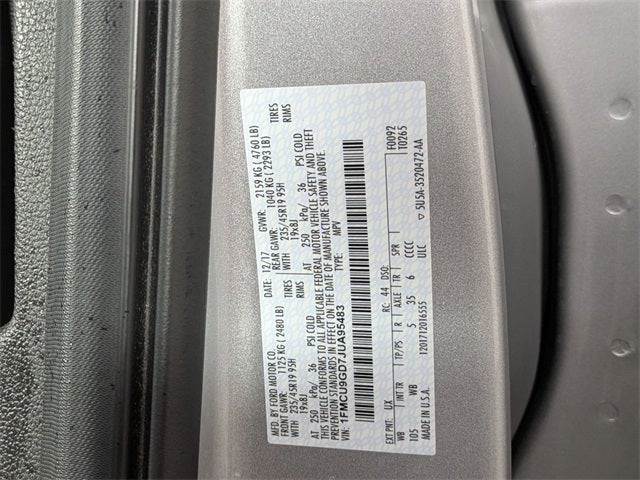 MFD. BY FORD MOTOR CO. DATE: 12/17 GVWR: 2159 KG ( 4760 LB)
FRONT GAWR: 1125 KG ( 2480 LB) REAR GAWR: 1040 KG ( 2293 LB)
WITH 235/45R19 95H TIRES WITH 235/45R19 95H TIRES
19x8J RIMS 19x8J RIMS
AT 250 kPa/ 36 PSI COLD AT 250 kPa/ 36 PSI COLD
THIS VEHICLE CONFORMS TO ALL APPLICABLE FEDERAL MOTOR VEHICLE SAFETY AND THEFT
PREVENTION STANDARDS IN EFFECT ON THE DATE OF MANUFACTURE SHOWN ABOVE.
VIN: 1FMCU9GD7JUA95483 TYPE: MPV
F0092
T0265
EXT PNT: UX RC: 44 DSO:
WB INT TR TP/PS R AXLE TR SPR
105 WB 5 35 6 CCCC
MADE IN U.S.A. 1201712016555 ULC
5U5A-3520472-AA